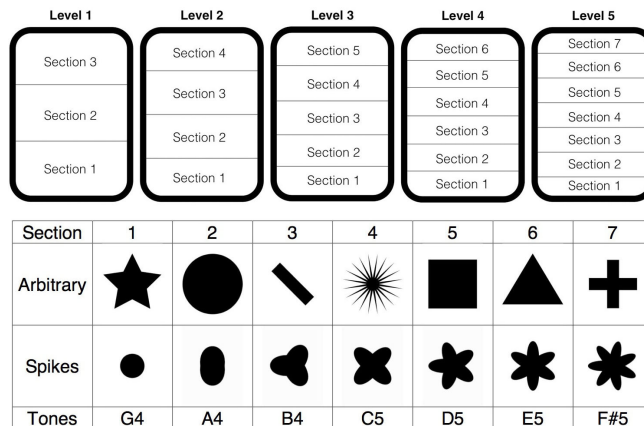 Level 1 Level 2 Level 3 Level 4 Level 5
Section 3
Section 2
Section 1
Section 4
Section 3
Section 2
Section 1
Section 5
Section 4
Section 3
Section 2
Section 1
Section 6
Section 5
Section 4
Section 3
Section 2
Section 1
Section 7
Section 6
Section 5
Section 4
Section 3
Section 2
Section 1
Section 1 2 3 4 5 6 7
Arbitrary
Spikes
Tones G4 A4 B4 C5 D5 E5 F#5